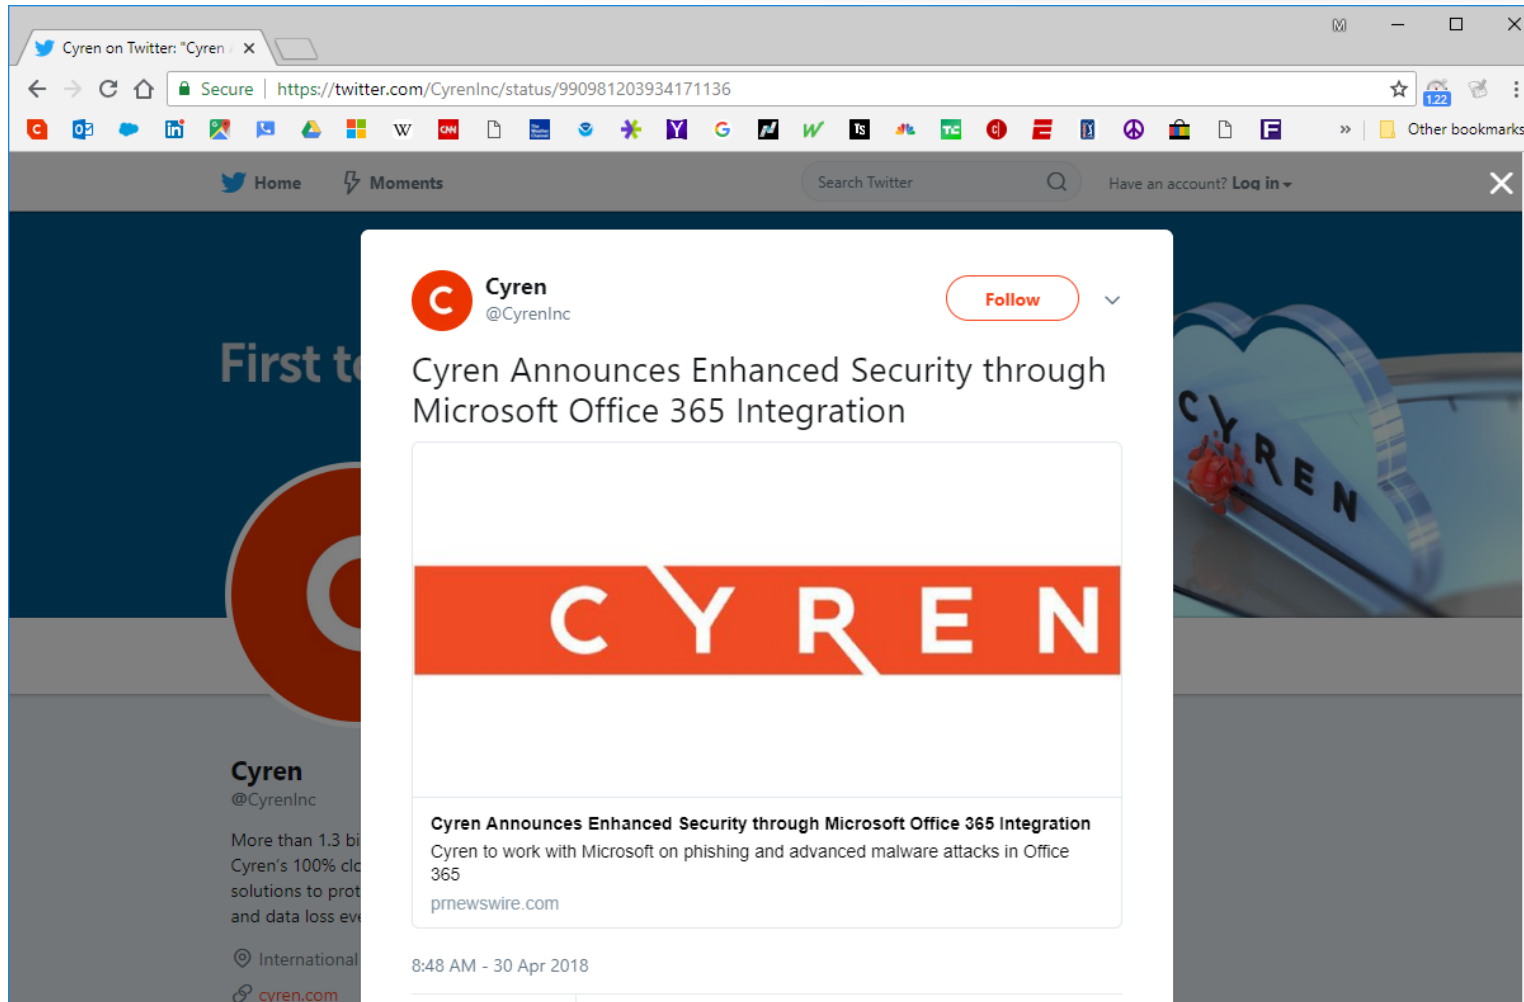 Cyren on Twitter: "Cyren
Secure
https://twitter.com/CyrenInc/status/990981203934171136
1.22
Other bookmarks
Home
Moments
Search Twitter
Have an account? Log in
First to
CYREN
Cyren
@CyrenInc
Follow
Cyren Announces Enhanced Security through
Microsoft Office 365 Integration
CYREN
Cyren Announces Enhanced Security through Microsoft Office 365 Integration
Cyren to work with Microsoft on phishing and advanced malware attacks in Office
365
prnewswire.com
8:48 AM - 30 Apr 2018
Cyren
@CyrenInc
More than 1.3 bi
Cyren's 100% clo
solutions to prot
and data loss eve
International
cyren.com